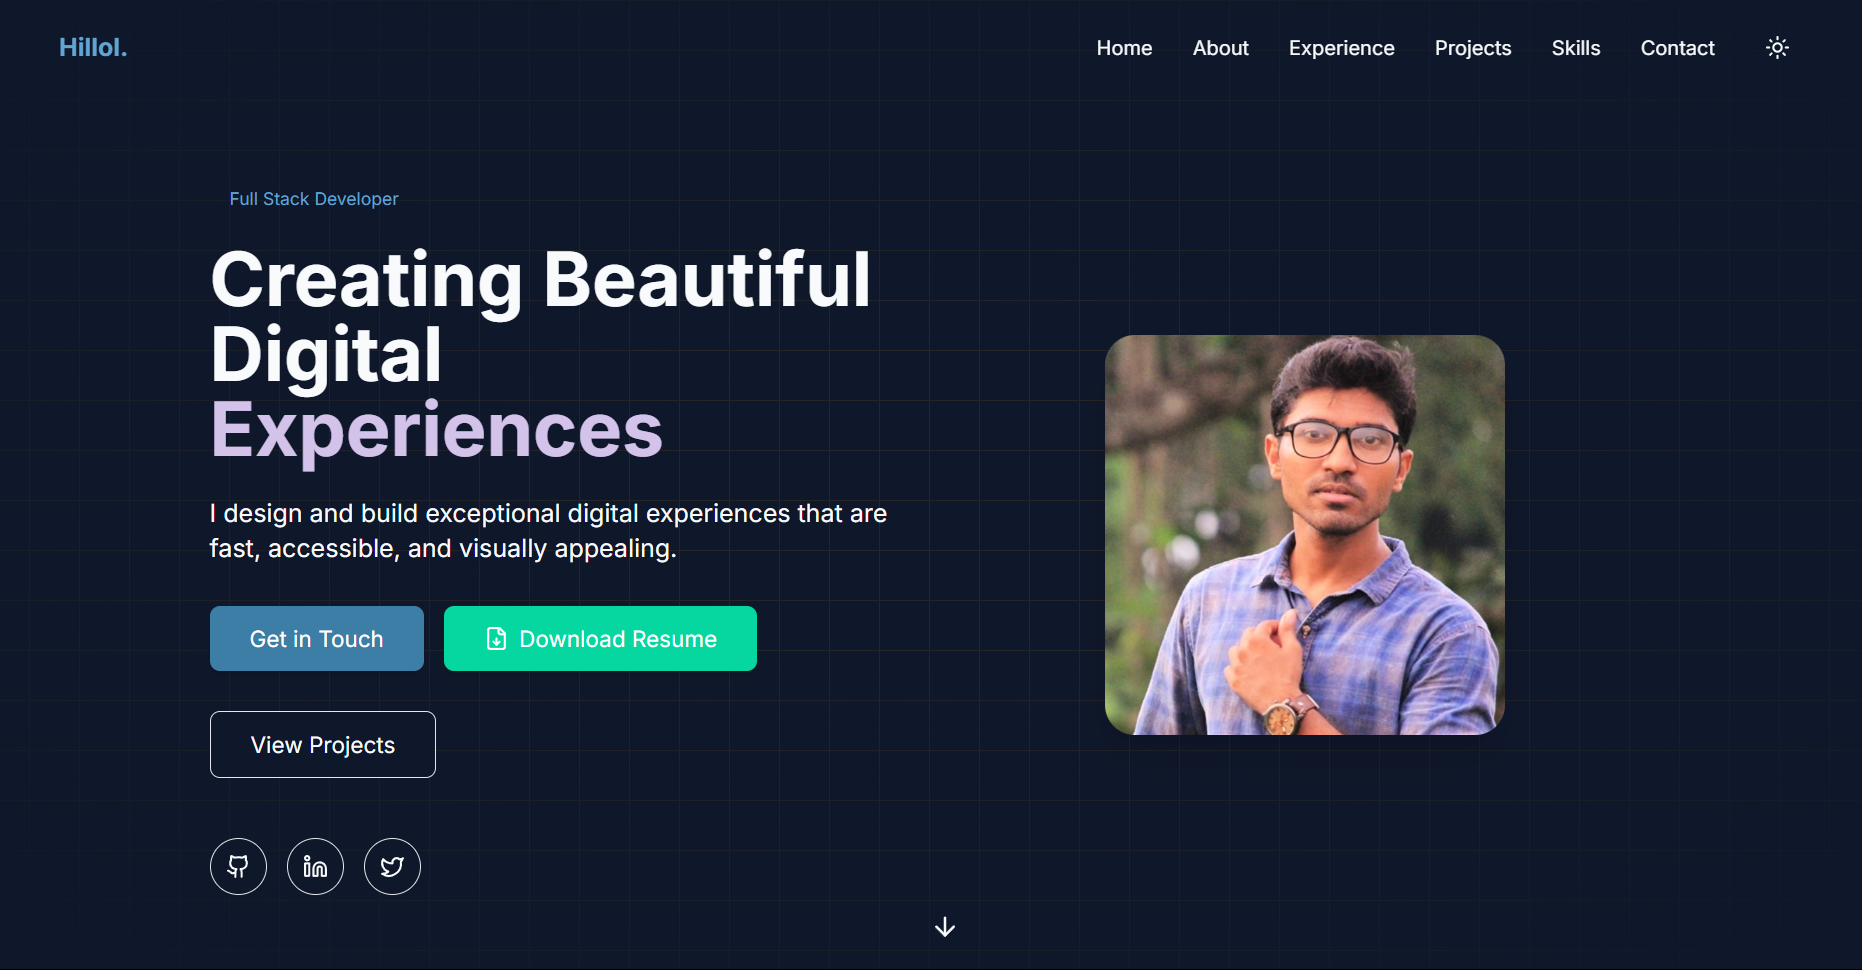 Hillol.
Home About Experience Projects Skills Contact
Full Stack Developer
Creating Beautiful
Digital
Experiences
I design and build exceptional digital experiences that are
fast, accessible, and visually appealing.
Get in Touch
Download Resume
View Projects